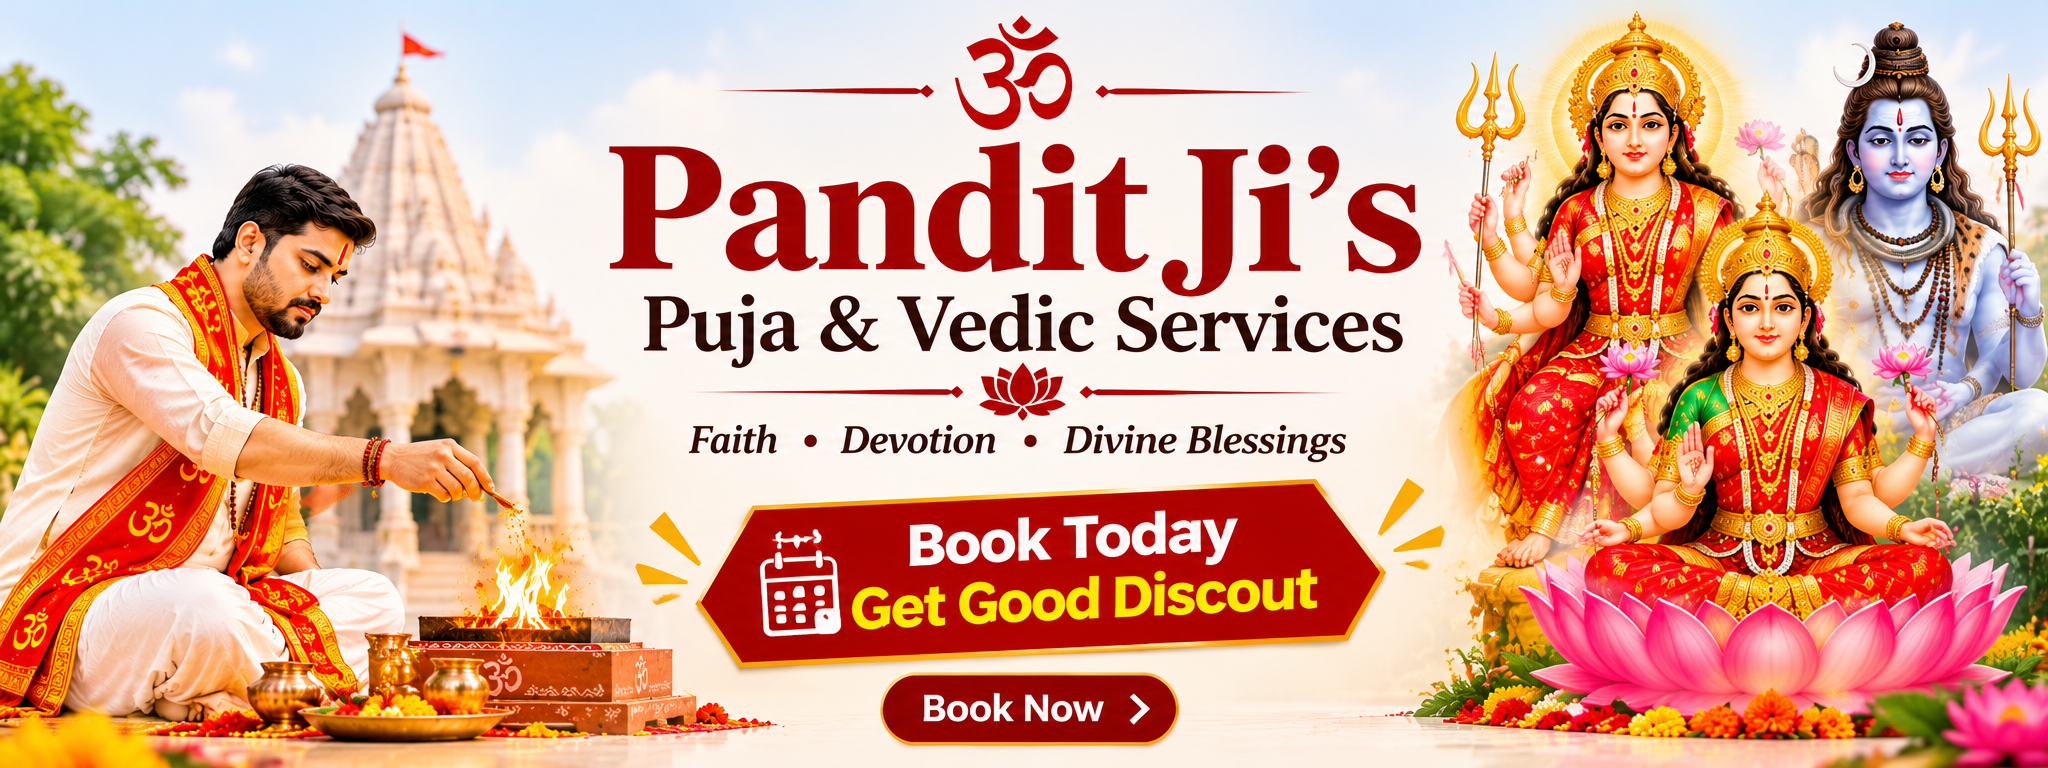 ॐ
Pandit Ji's
Puja & Vedic Services
Faith • Devotion • Divine Blessings
Book Today
Get Good Discout
Book Now >
ॐ
ॐ
ॐ
ॐ